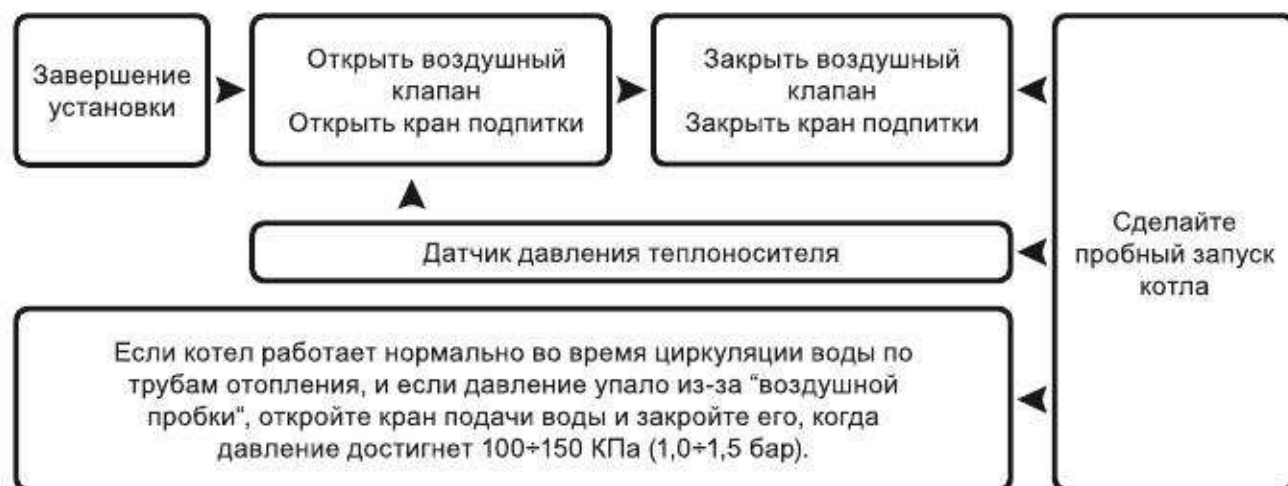 Завершение
установки
Открыть воздушный
клапан
Открыть кран подпитки
Закрыть воздушный
клапан
Закрыть кран подпитки
Сделайте
пробный запуск
котла
Датчик давления теплоносителя
Если котел работает нормально во время циркуляции воды по
трубам отопления, и если давление упало из-за “воздушной
пробки“, откройте кран подачи воды и закройте его, когда
давление достигнет 100÷150 КПа (1,0÷1,5 бар).